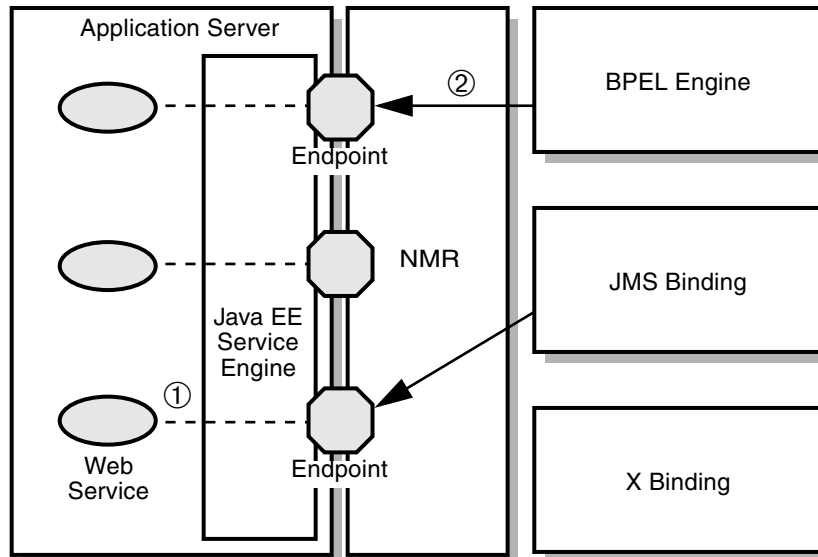 Application Server
②
BPEL Engine
Endpoint
NMR
JMS Binding
Java EE
Service
Engine
①
Web
Service
Endpoint
X Binding